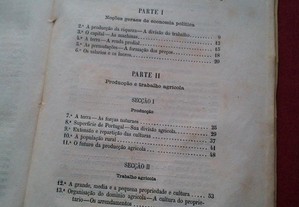 PARTE I
Noções geraes de economia politica
2.ª A producção da riqueza—A divisão do trabalho
3.ª O capital—As machinas
4.ª A terra—A renda predial
5.ª As permutações—A formação dos preços
6.ª Os salarios e os lucros
PARTE II
Producção e trabalho agricola
SECÇÃO I
Producção
7.ª A terra—As forças naturaes
8.ª Superficie de Portugal—Sua divisão agricola
9.ª Extensão e repartição das culturas
10.ª A população rural
11.ª O futuro da producção agricola
SECÇÃO II
Trabalho agricola
12.ª A grande, media e a pequena propriedade e cultura
13.ª Organisação do dominio agricola—O cultivador proprie-
tario—Os arrendamentos